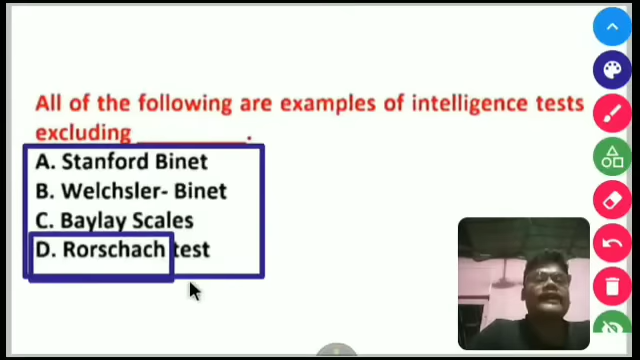 All of the following are examples of intelligence tests
excluding ________ .
A. Stanford Binet
B. Welchsler- Binet
C. Baylay Scales
D. Rorschach test